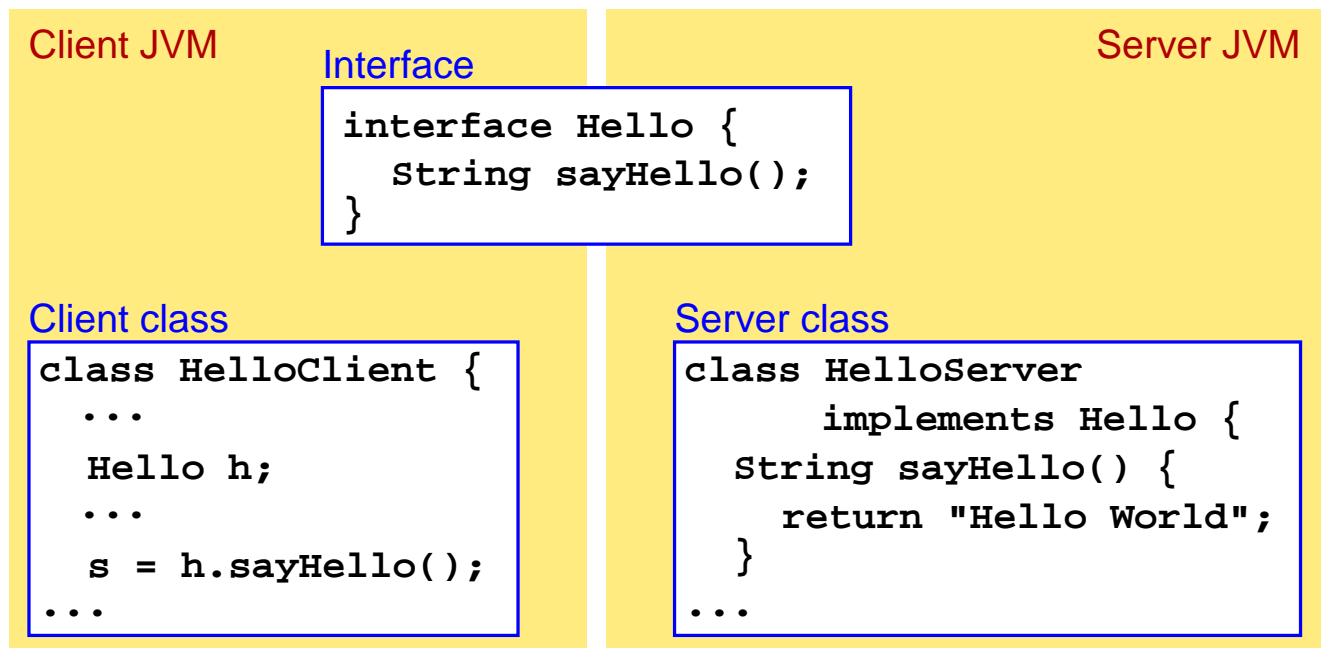 Client JVM
Server JVM
Interface
interface Hello {
String sayHello();
}
Client class
class HelloClient {
...
Hello h;
...
s = h.sayHello();
...
Server class
class HelloServer
implements Hello {
String sayHello() {
return "Hello World";
}
...